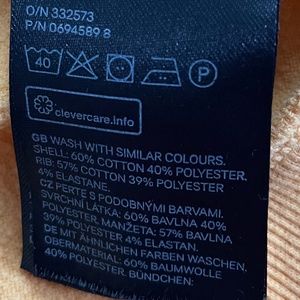 O/N 332573
P/N 0694589 8
40 P
clevercare.info
GB WASH WITH SIMILAR COLOURS.
SHELL: 60% COTTON 40% POLYESTER,
RIB: 57% COTTON 39% POLYESTER
4% ELASTANE.
CZ PERTE S PODOBNÝMI BARVAMI.
SVRCHNÍ LÁTKA: 60% BAVLNA 40%
POLYESTER, MANŽETA: 57% BAVLNA
39% POLYESTER 4% ELASTAN.
DE MIT ÄHNLICHEN FARBEN WASCHEN.
OBERMATERIAL: 60% BAUMWOLLE
40% POLYESTER, BÜNDCHEN: